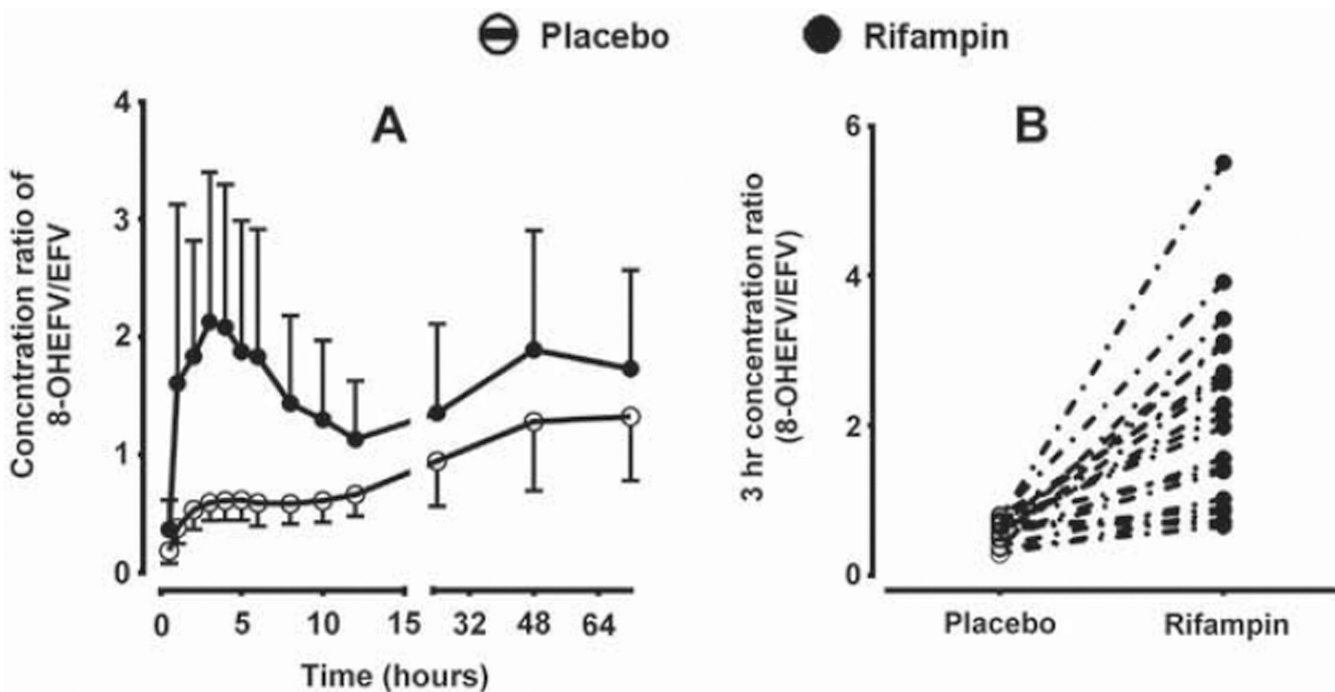 Placebo Rifampin
A
Concntration ratio of
8-OHEFV/EFV
4
3
2
1
0
0 5 10 15 32 48 64
Time (hours)
B
3 hr concentration ratio
(8-OHEFV/EFV)
6
4
2
0
Placebo Rifampin